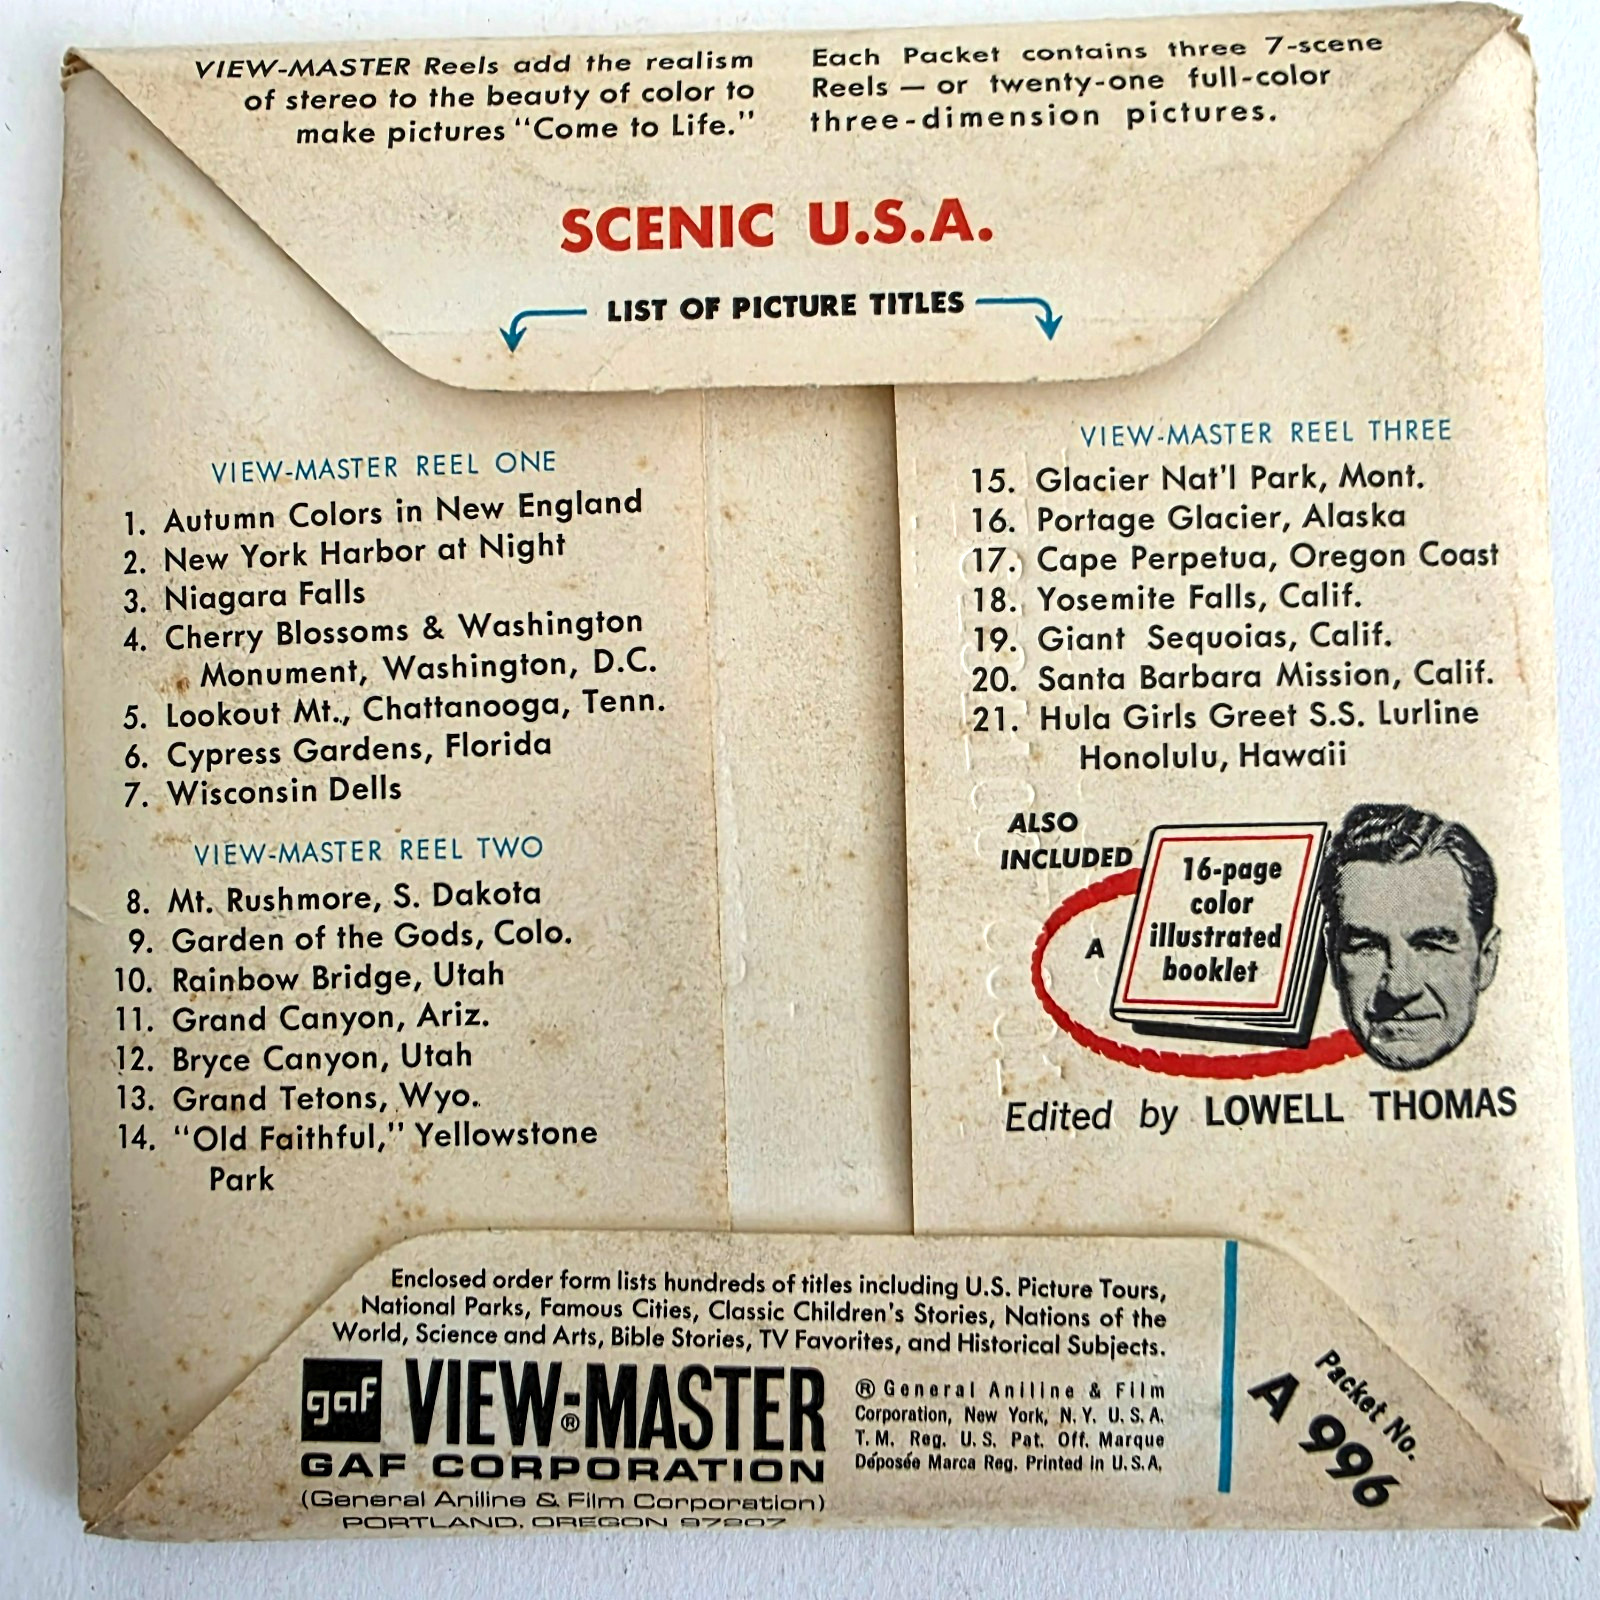 VIEW-MASTER Reels add the realism
of stereo to the beauty of color to
make pictures "Come to Life."
Each Packet contains three 7-scene
Reels — or twenty-one full-color
three-dimension pictures.
SCENIC U.S.A.
LIST OF PICTURE TITLES
VIEW-MASTER REEL ONE
1. Autumn Colors in New England
2. New York Harbor at Night
3. Niagara Falls
4. Cherry Blossoms & Washington
Monument, Washington, D.C.
5. Lookout Mt., Chattanooga, Tenn.
6. Cypress Gardens, Florida
7. Wisconsin Dells
VIEW-MASTER REEL TWO
8. Mt. Rushmore, S. Dakota
9. Garden of the Gods, Colo.
10. Rainbow Bridge, Utah
11. Grand Canyon, Ariz.
12. Bryce Canyon, Utah
13. Grand Tetons, Wyo.
14. "Old Faithful," Yellowstone
Park
VIEW-MASTER REEL THREE
15. Glacier Nat'l Park, Mont.
16. Portage Glacier, Alaska
17. Cape Perpetua, Oregon Coast
18. Yosemite Falls, Calif.
19. Giant Sequoias, Calif.
20. Santa Barbara Mission, Calif.
21. Hula Girls Greet S.S. Lurline
Honolulu, Hawaii
ALSO
INCLUDED
A
16-page
color
illustrated
booklet
Edited by LOWELL THOMAS
Enclosed order form lists hundreds of titles including U.S. Picture Tours,
National Parks, Famous Cities, Classic Children's Stories, Nations of the
World, Science and Arts, Bible Stories, TV Favorites, and Historical Subjects.
gaf VIEW-MASTER ®
GAF CORPORATION
(General Aniline & Film Corporation)
PORTLAND, OREGON 97207
® General Aniline & Film
Corporation, New York, N.Y. U.S.A.
T.M. Reg. U.S. Pat. Off. Marque
Déposée Marca Reg. Printed in U.S.A.
Packet No.
A 996